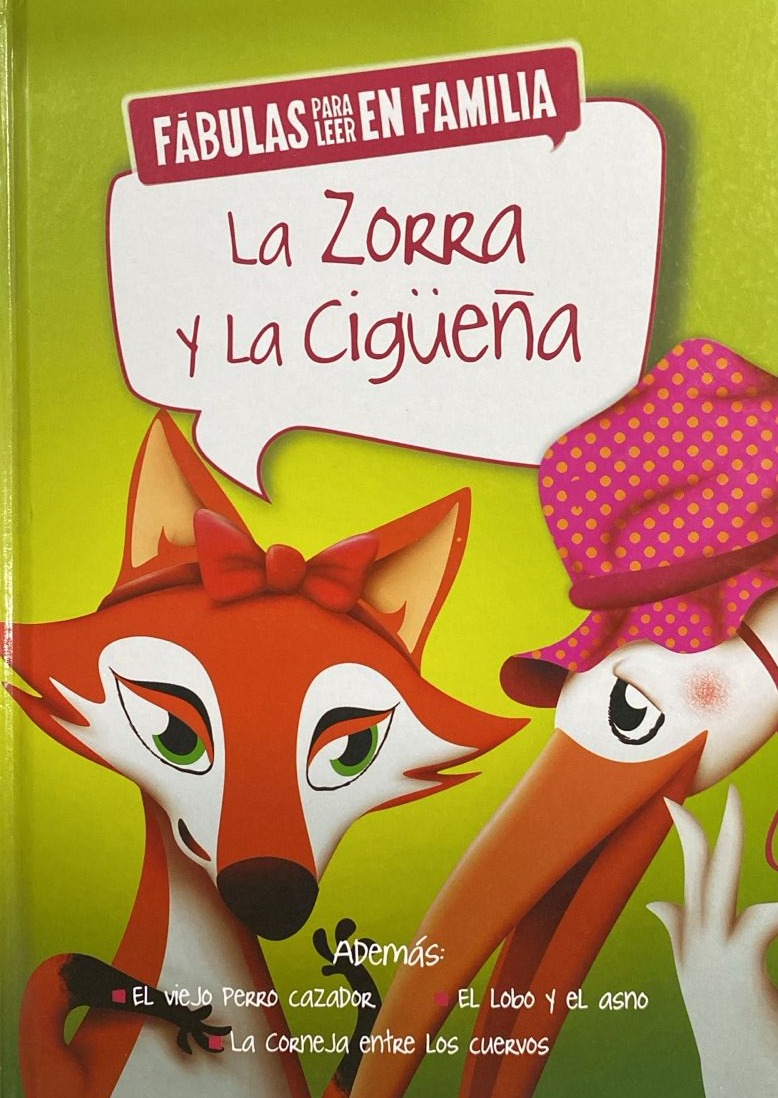 FÁBULAS PARA LEER EN FAMILIA
La Zorra
y La Cigüeña
Además:
EL viejo perro cazador
EL Lobo y el asno
La corneja entre los cuervos